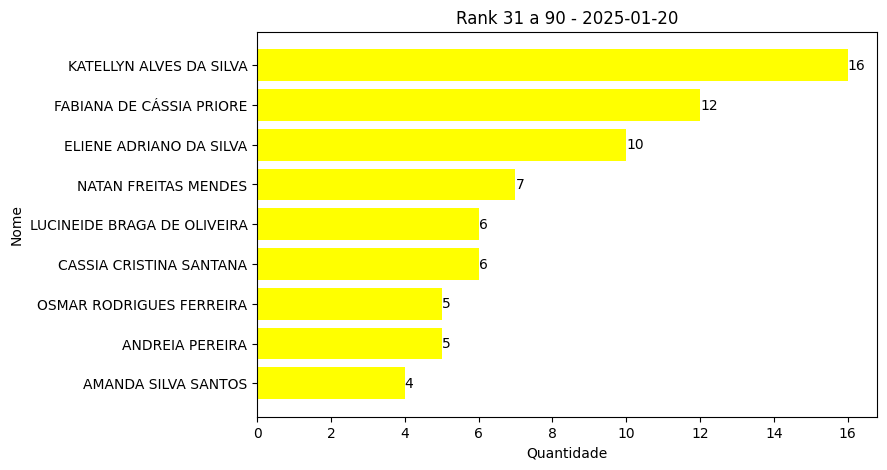 Rank 31 a 90 - 2025-01-20
Nome
KATELLYN ALVES DA SILVA 16
FABIANA DE CÁSSIA PRIORE 12
ELIENE ADRIANO DA SILVA 10
NATAN FREITAS MENDES 7
LUCINEIDE BRAGA DE OLIVEIRA 6
CASSIA CRISTINA SANTANA 6
OSMAR RODRIGUES FERREIRA 5
ANDREIA PEREIRA 5
AMANDA SILVA SANTOS 4
0 2 4 6 8 10 12 14 16
Quantidade